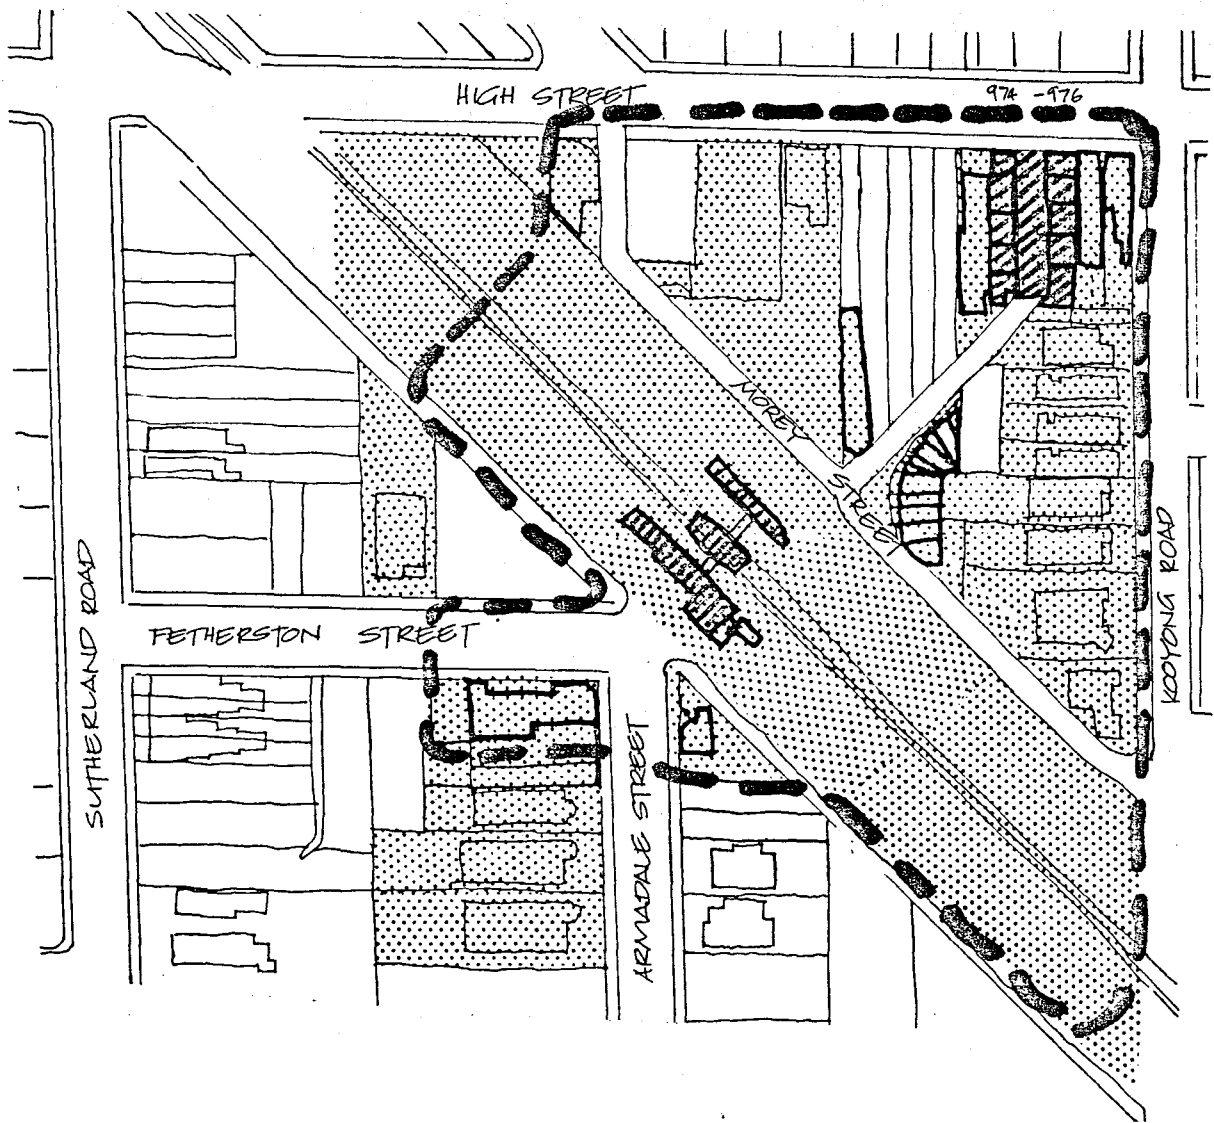 HIGH STREET
974 - 976
MOREY
STREET
SUTHERLAND ROAD
KOOYONG ROAD
FETHERSTON STREET
ARMADALE STREET